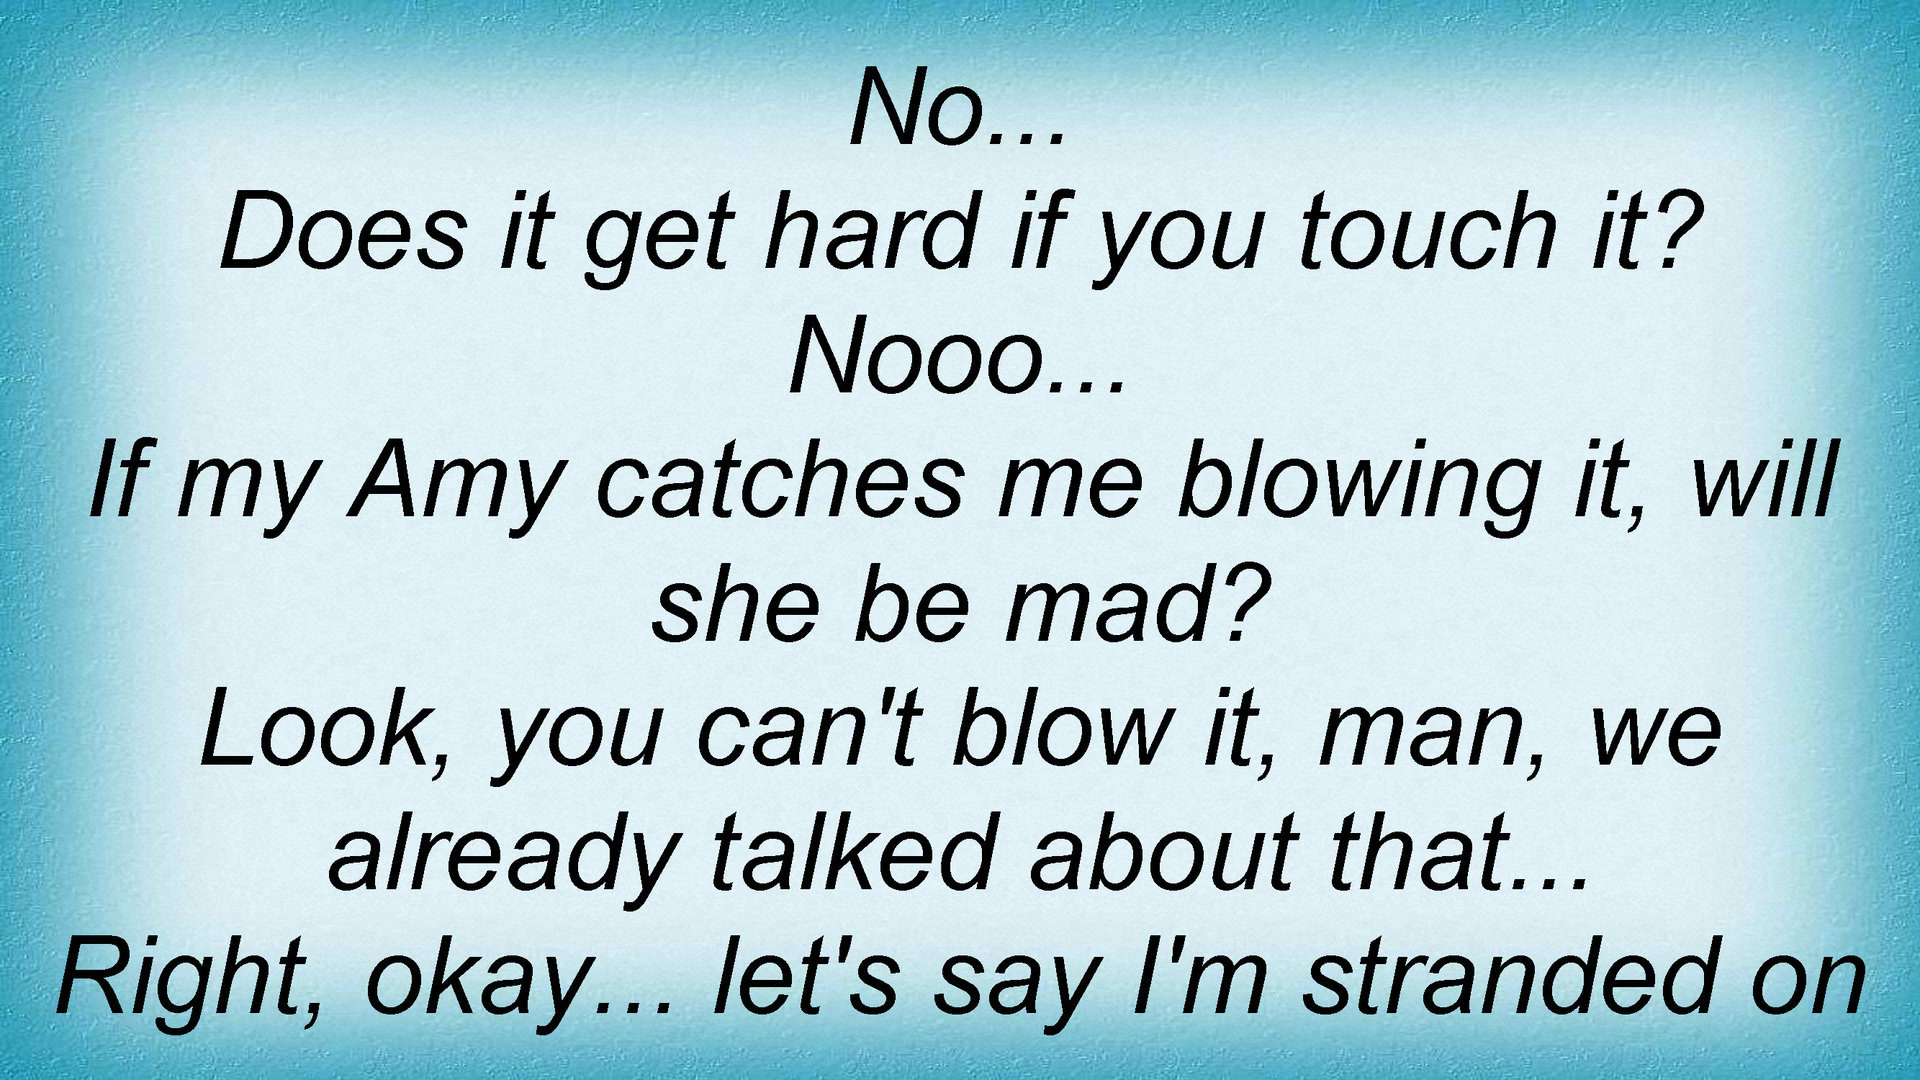 No...
Does it get hard if you touch it?
Nooo...
If my Amy catches me blowing it, will
she be mad?
Look, you can't blow it, man, we
already talked about that...
Right, okay... let's say I'm stranded on